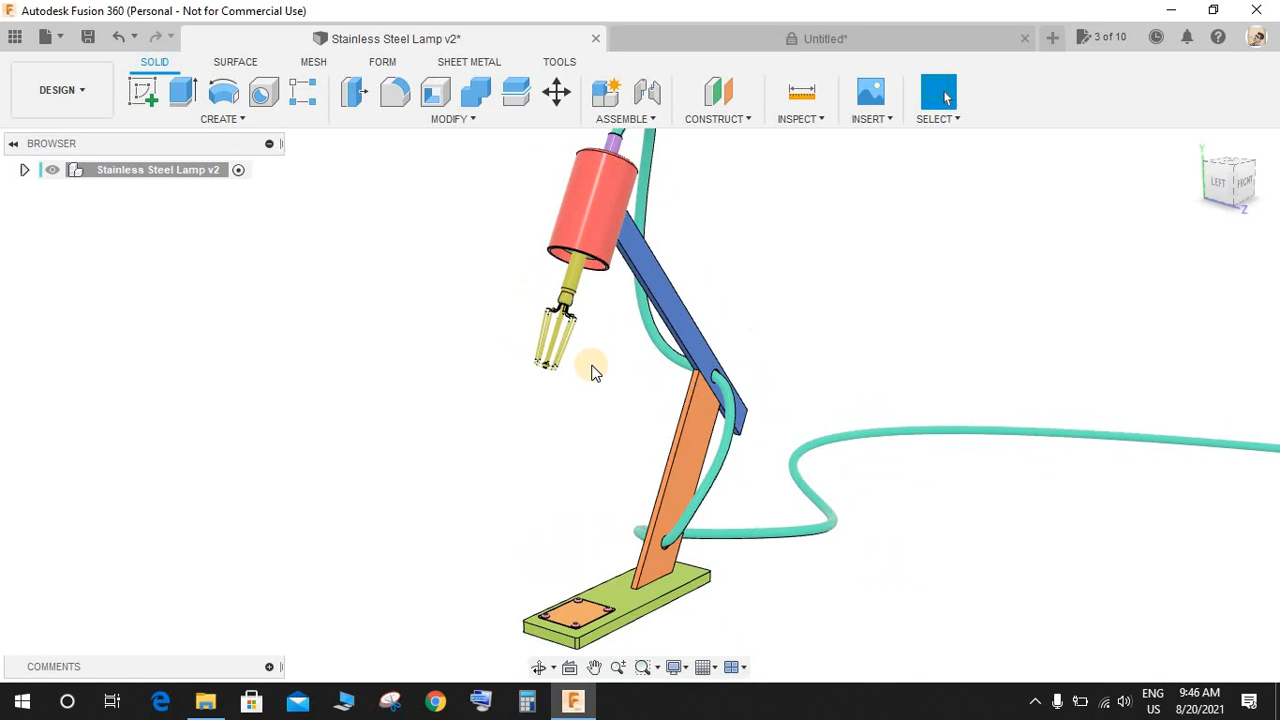 Autodesk Fusion 360 (Personal - Not for Commercial Use)
Stainless Steel Lamp v2*
Untitled*
3 of 10
DESIGN
SOLID
SURFACE
MESH
FORM
SHEET METAL
TOOLS
CREATE
MODIFY
ASSEMBLE
CONSTRUCT
INSPECT
INSERT
SELECT
BROWSER
Stainless Steel Lamp v2
Y
LEFT
FRONT
Z
COMMENTS
ENG
US
9:46 AM
8/20/2021